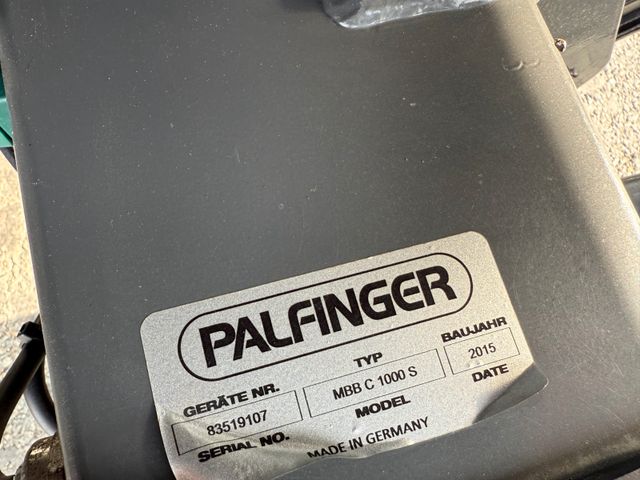 PALFINGER
GERÄTE NR. TYP BAUJAHR
83519107 MBB C 1000 S 2015
SERIAL NO. MODEL DATE
MADE IN GERMANY